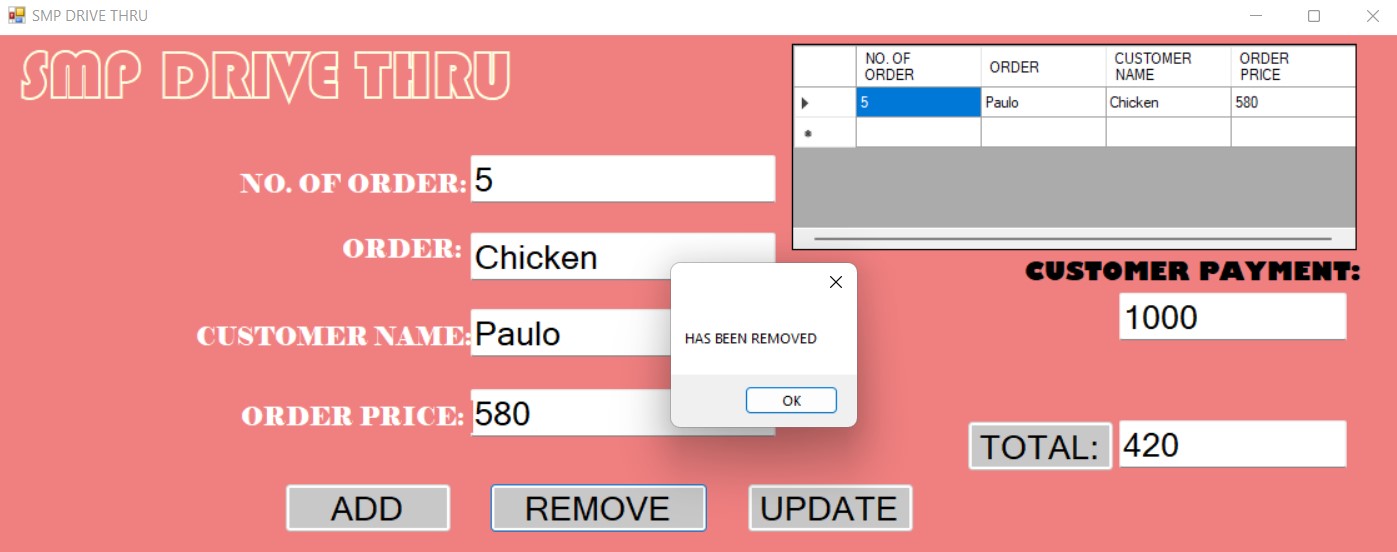 SMP DRIVE THRU
SMP DRIVE THRU
NO. OF ORDER: 5
ORDER: Chicken
CUSTOMER NAME: Paulo
ORDER PRICE: 580
ADD REMOVE UPDATE
NO. OF
ORDER
ORDER
CUSTOMER
NAME
ORDER
PRICE
5 Paulo Chicken 580
CUSTOMER PAYMENT:
1000
TOTAL: 420
HAS BEEN REMOVED
OK